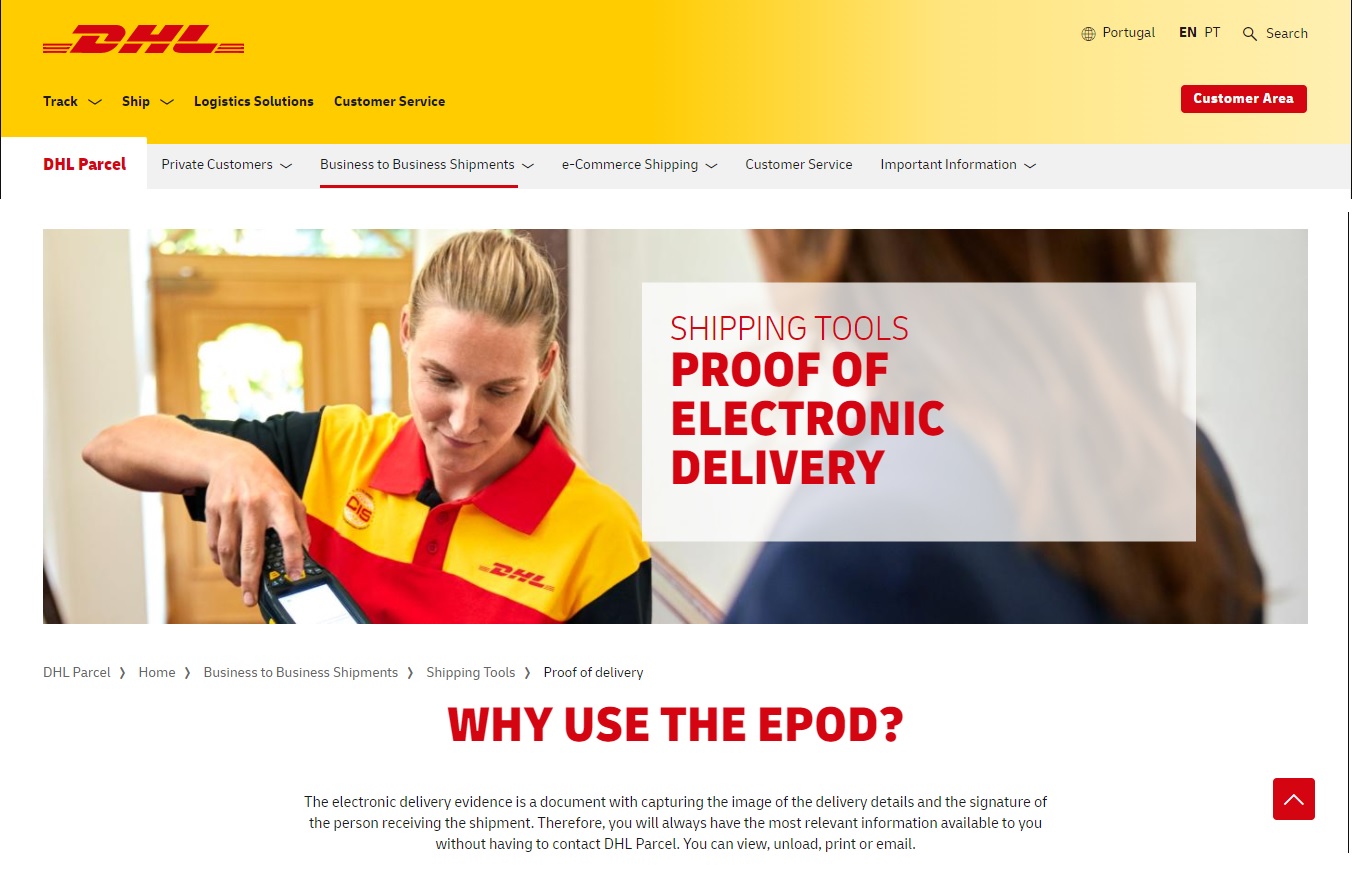 DHL
Portugal EN PT Search
Track Ship Logistics Solutions Customer Service
Customer Area
DHL Parcel Private Customers Business to Business Shipments e-Commerce Shipping Customer Service Important Information
SHIPPING TOOLS
PROOF OF
ELECTRONIC
DELIVERY
CIS
DHL
DHL Parcel ❯ Home ❯ Business to Business Shipments ❯ Shipping Tools ❯ Proof of delivery
WHY USE THE EPOD?
The electronic delivery evidence is a document with capturing the image of the delivery details and the signature of
the person receiving the shipment. Therefore, you will always have the most relevant information available to you
without having to contact DHL Parcel. You can view, unload, print or email.